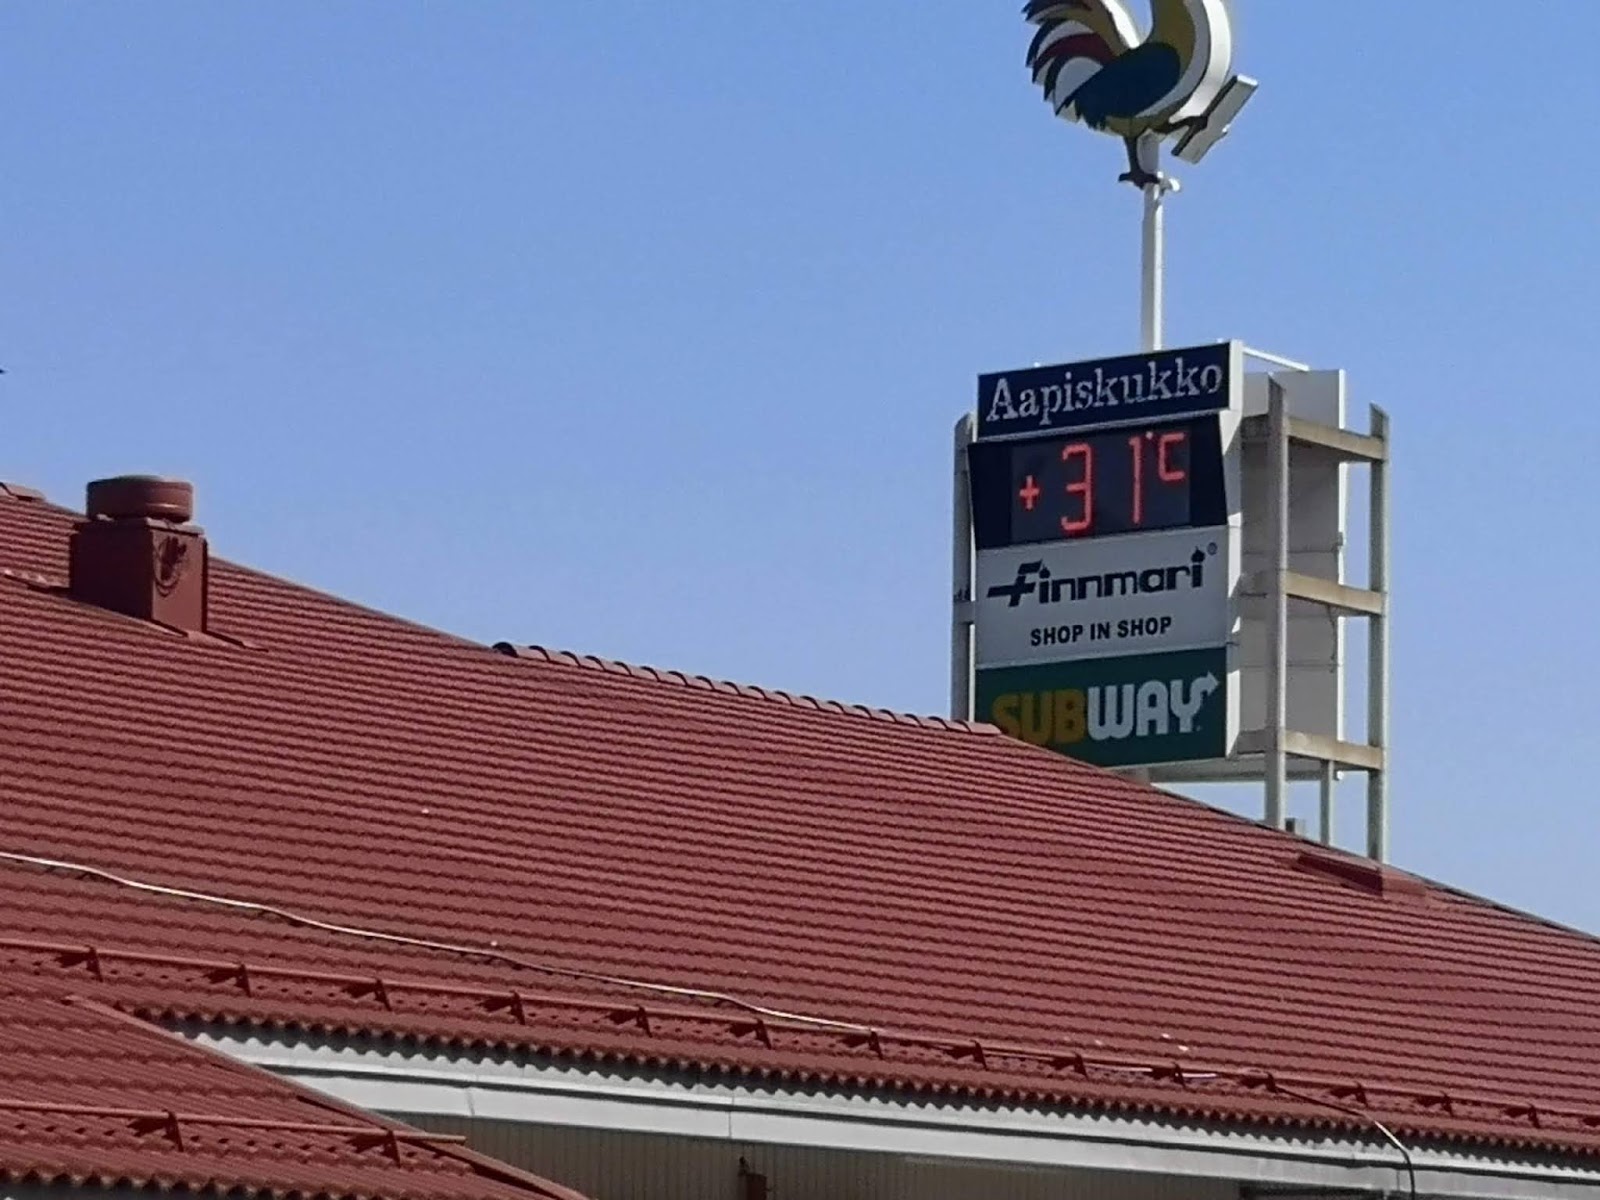 Aapiskukko
+31°C
Finnmari®
SHOP IN SHOP
SUBWAY